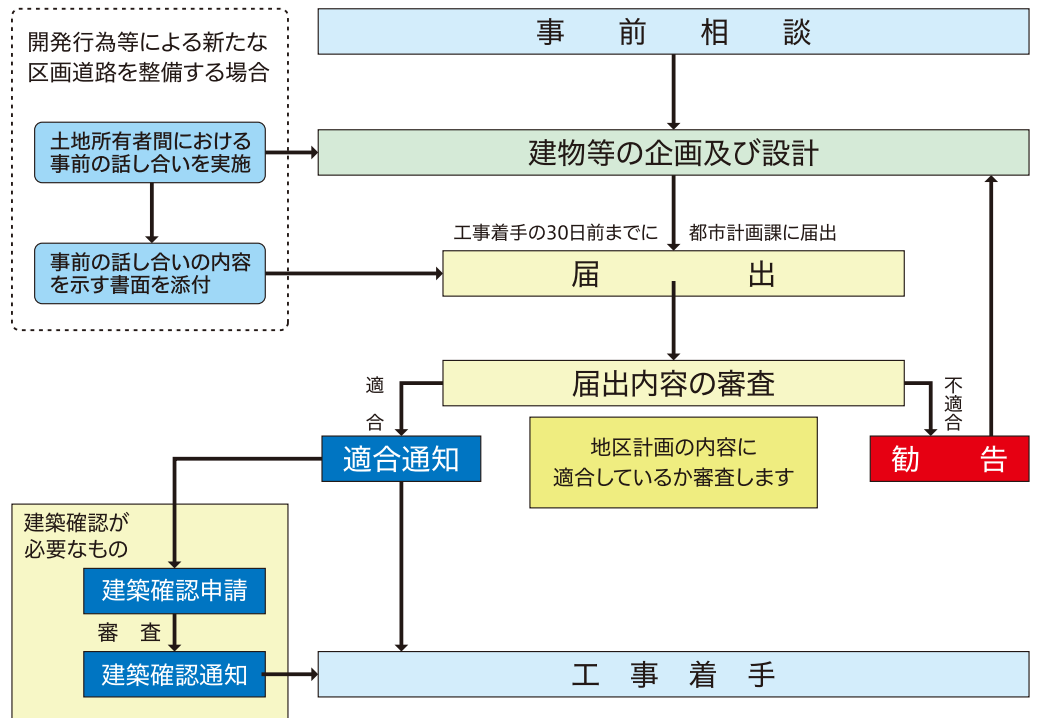 事前相談
開発行為等による新たな
区画道路を整備する場合
土地所有者間における
事前の話し合いを実施
建物等の企画及び設計
工事着手の30日前までに 都市計画課に届出
事前の話し合いの内容
を示す書面を添付
届出
届出内容の審査
適合
不適合
適合通知
地区計画の内容に
適合しているか審査します
勧告
建築確認が
必要なもの
建築確認申請
審査
建築確認通知
工事着手